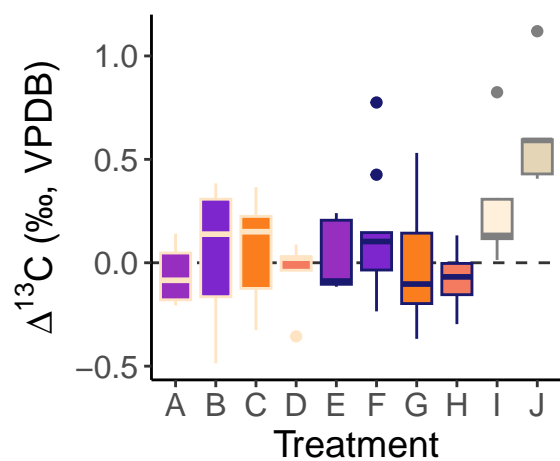 Δ¹³C (‰, VPDB)
1.0
0.5
0.0
−0.5
A B C D E F G H I J
Treatment